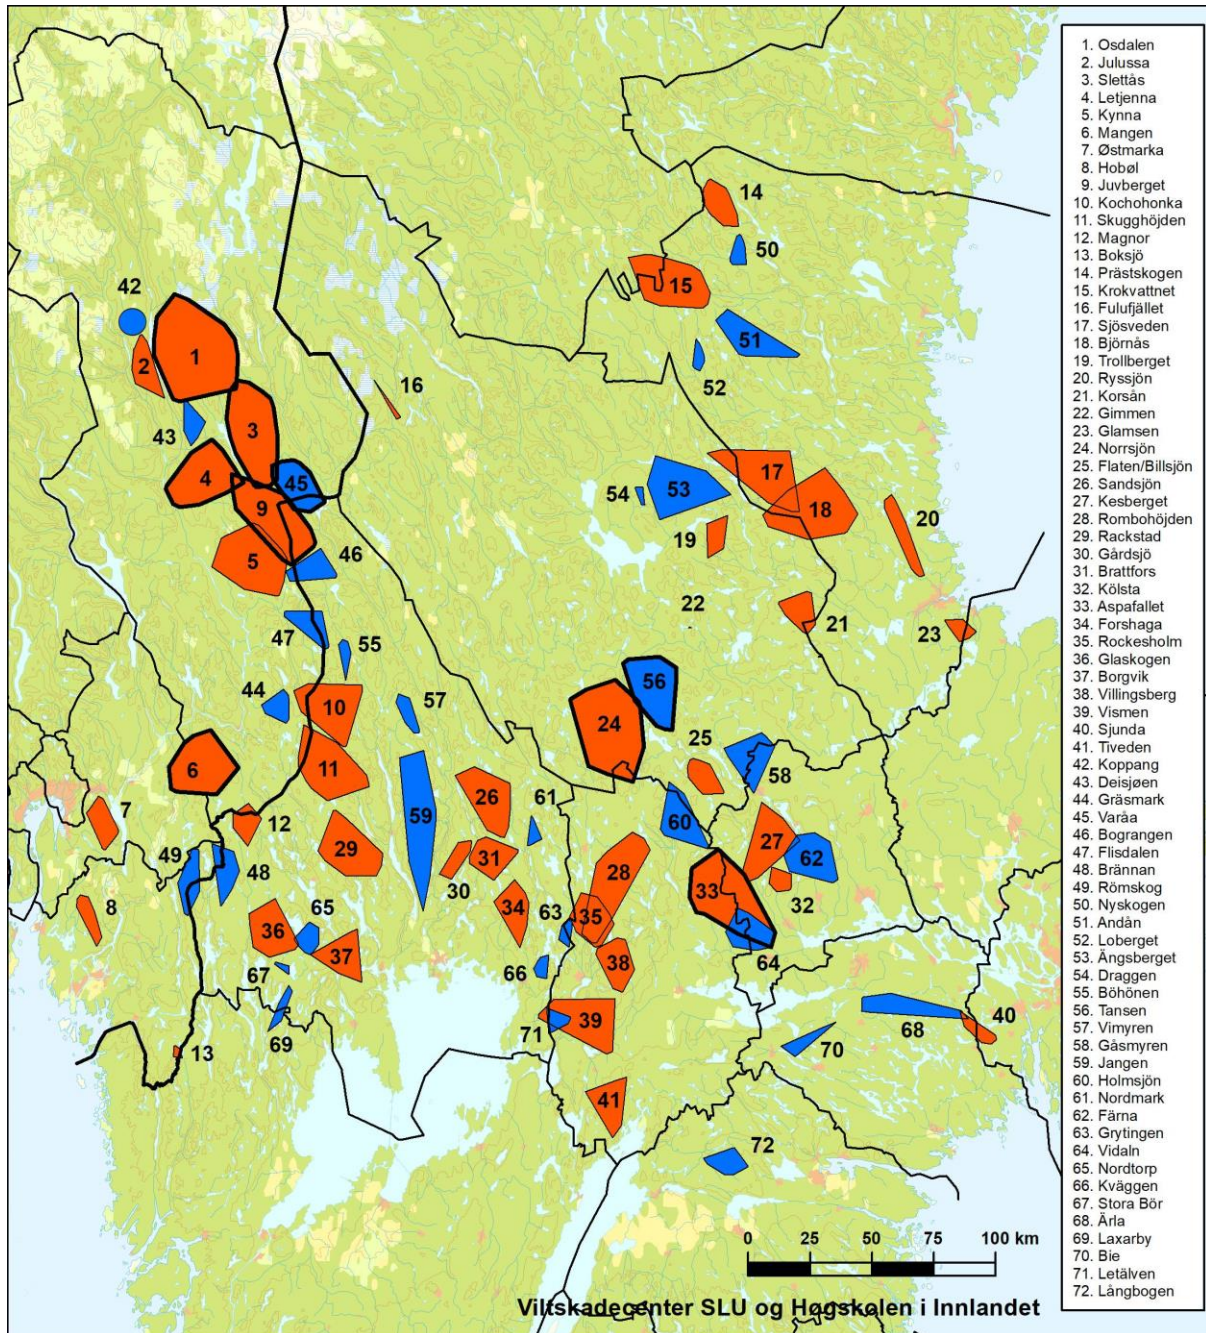 1. Osdalen
2. Julussa
3. Slettås
4. Letjenna
5. Kynna
6. Mangen
7. Østmarka
8. Hobøl
9. Juvberget
10. Kochohonka
11. Skugghöjden
12. Magnor
13. Boksjö
14. Prästskogen
15. Krokvattnet
16. Fulufjället
17. Sjösveden
18. Björnås
19. Trollberget
20. Ryssjön
21. Korsån
22. Gimmen
23. Glamsen
24. Norrsjön
25. Flaten/Billsjön
26. Sandsjön
27. Kesberget
28. Rombohöjden
29. Rackstad
30. Gårdsjö
31. Brattfors
32. Kölsta
33. Aspafallet
34. Forshaga
35. Rockesholm
36. Glaskogen
37. Borgvik
38. Villingsberg
39. Vismen
40. Sjunda
41. Tiveden
42. Koppang
43. Deisjøen
44. Gräsmark
45. Varåa
46. Bograngen
47. Flisdalen
48. Brännan
49. Römskog
50. Nyskogen
51. Andån
52. Loberget
53. Ängsberget
54. Draggen
55. Böhönen
56. Tansen
57. Vimyren
58. Gåsmyren
59. Jangen
60. Holmsjön
61. Nordmark
62. Färna
63. Grytingen
64. Vidaln
65. Nordtorp
66. Kväggen
67. Stora Bör
68. Ärla
69. Laxarby
70. Bie
71. Letälven
72. Långbogen
14
50
15
42
51
1
2
52
16
3
43
17
4
45
53
54
18
9
20
19
5
46
22
21
47
23
55
56
44
10
57
24
25
6
11
58
26
61
7
59
60
12
27
29
31
62
49
48
30
28
32
33
8
34
63
35
36
65
37
64
38
67
66
68
40
39
71
69
70
13
41
72
0 25 50 75 100 km
Viltskadecenter SLU og Høgskolen i Innlandet